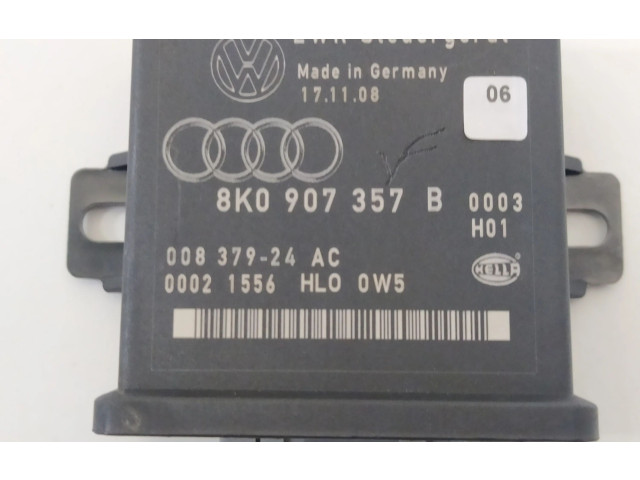 Made in Germany
17.11.08
06
8K0 907 357 B 0003
H01
008 379-24 AC
0002 1556 HLO 0W5
HELLA